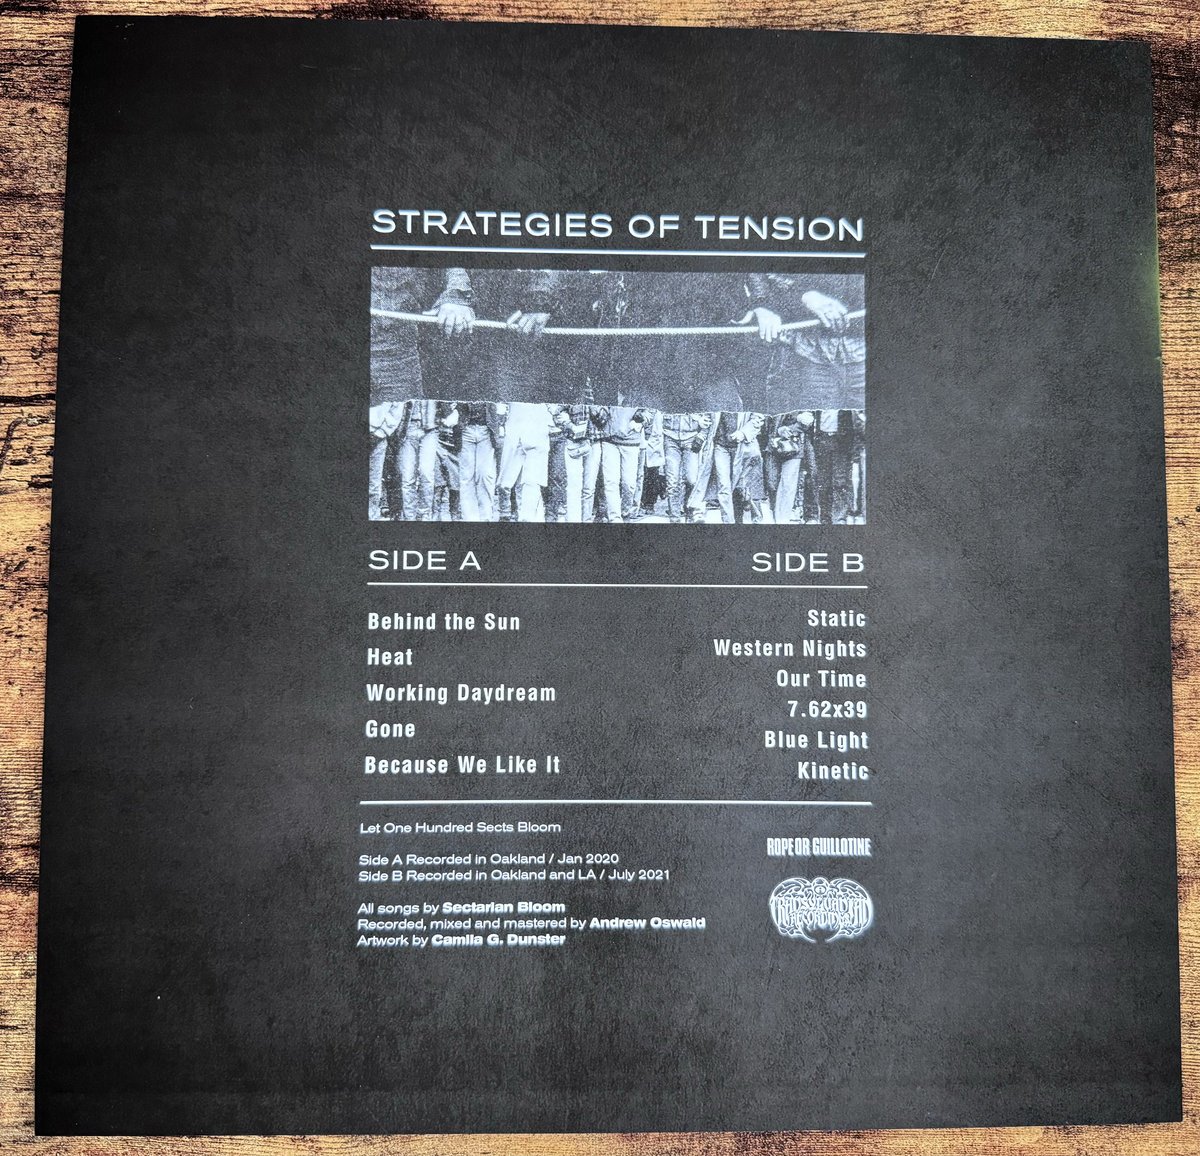 STRATEGIES OF TENSION
SIDE A
SIDE B
Behind the Sun
Heat
Working Daydream
Gone
Because We Like It
Static
Western Nights
Our Time
7.62x39
Blue Light
Kinetic
Let One Hundred Sects Bloom
Side A Recorded in Oakland / Jan 2020
Side B Recorded in Oakland and LA / July 2021
All songs by Sectarian Bloom
Recorded, mixed and mastered by Andrew Oswald
Artwork by Camila G. Dunster
ROPE OR GUILLOTINE
TRANSYLVANIAN
RECORDINGS